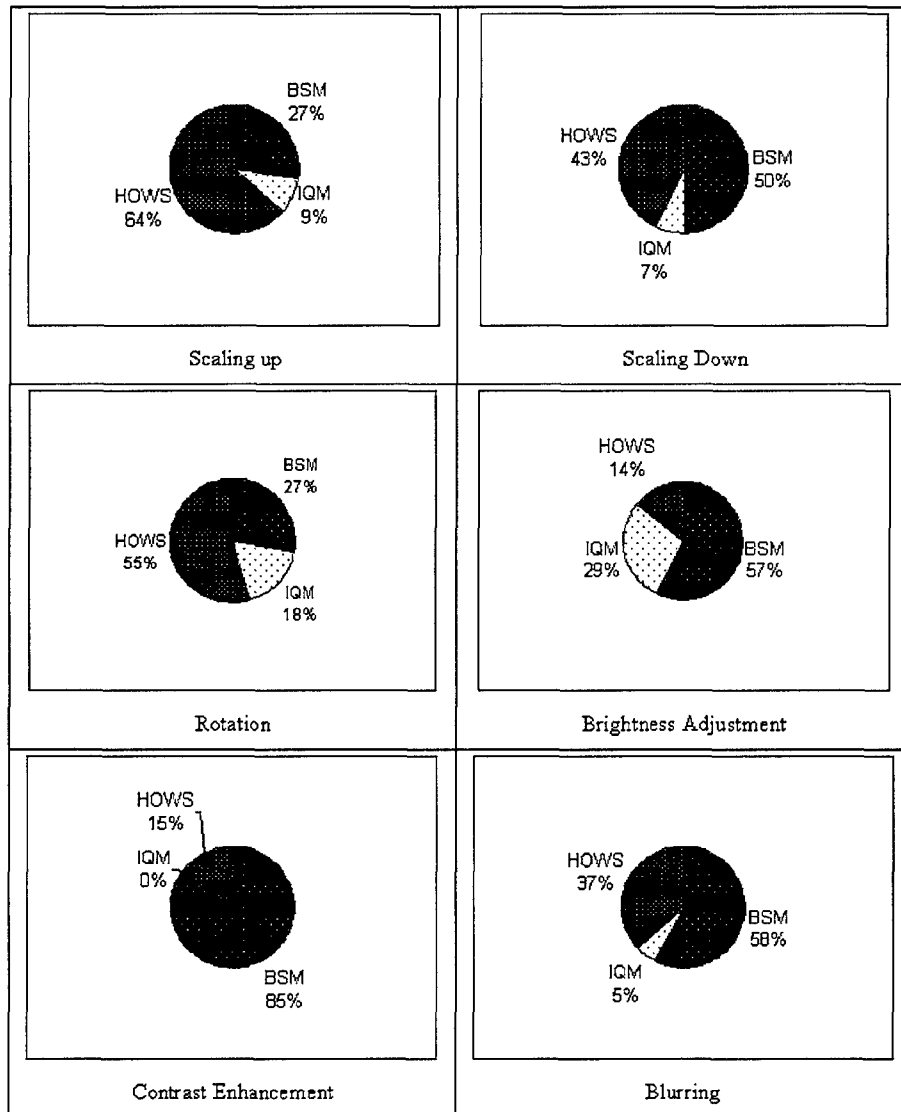 BSM
27%
IQM
9%
HOWS
64%
Scaling up
HOWS
43%
BSM
50%
IQM
7%
Scaling Down
BSM
27%
HOWS
55%
IQM
18%
Rotation
HOWS
14%
IQM
29%
BSM
57%
Brightness Adjustment
HOWS
15%
IQM
0%
BSM
85%
Contrast Enhancement
HOWS
37%
BSM
58%
IQM
5%
Blurring